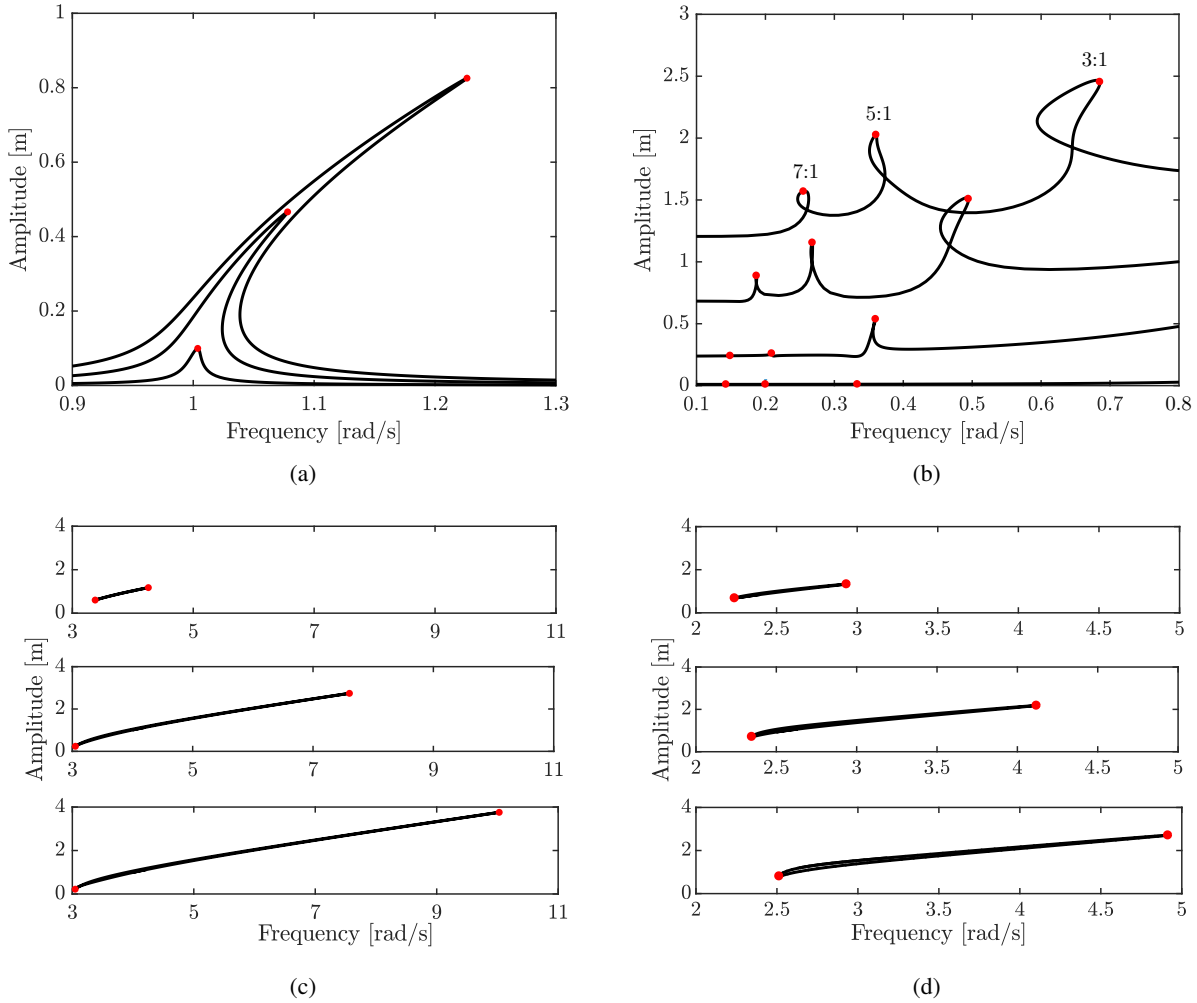 1
0.8
0.6
0.4
0.2
0
0.9 1 1.1 1.2 1.3
Amplitude [m]
Frequency [rad/s]
(a)
3
2.5
2
1.5
1
0.5
0
0.1 0.2 0.3 0.4 0.5 0.6 0.7 0.8
7:1
5:1
3:1
Amplitude [m]
Frequency [rad/s]
(b)
4
2
0
3 5 7 9 11
4
2
0
3 5 7 9 11
4
2
0
3 5 7 9 11
Amplitude [m]
Frequency [rad/s]
(c)
4
2
0
2 2.5 3 3.5 4 4.5 5
4
2
0
2 2.5 3 3.5 4 4.5 5
4
2
0
2 2.5 3 3.5 4 4.5 5
Amplitude [m]
Frequency [rad/s]
(d)